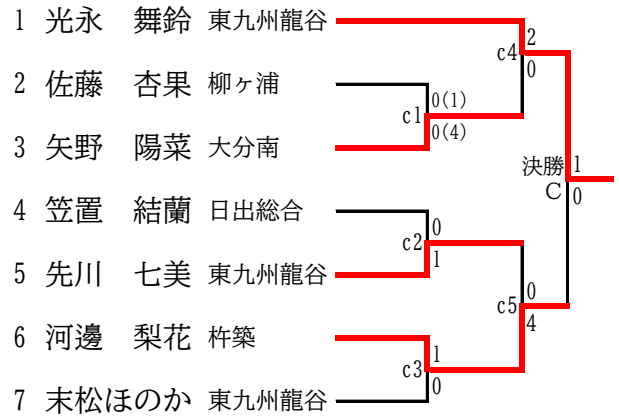 1 光永 舞鈴 東九州龍谷
2
c4
0
2 佐藤 杏果 柳ヶ浦
0(1)
c1
0(4)
3 矢野 陽菜 大分南
決勝 1
C 0
4 笠置 結蘭 日出総合
0
c2
1
5 先川 七美 東九州龍谷
0
c5
4
6 河邊 梨花 杵築
1
c3
0
7 末松ほのか 東九州龍谷